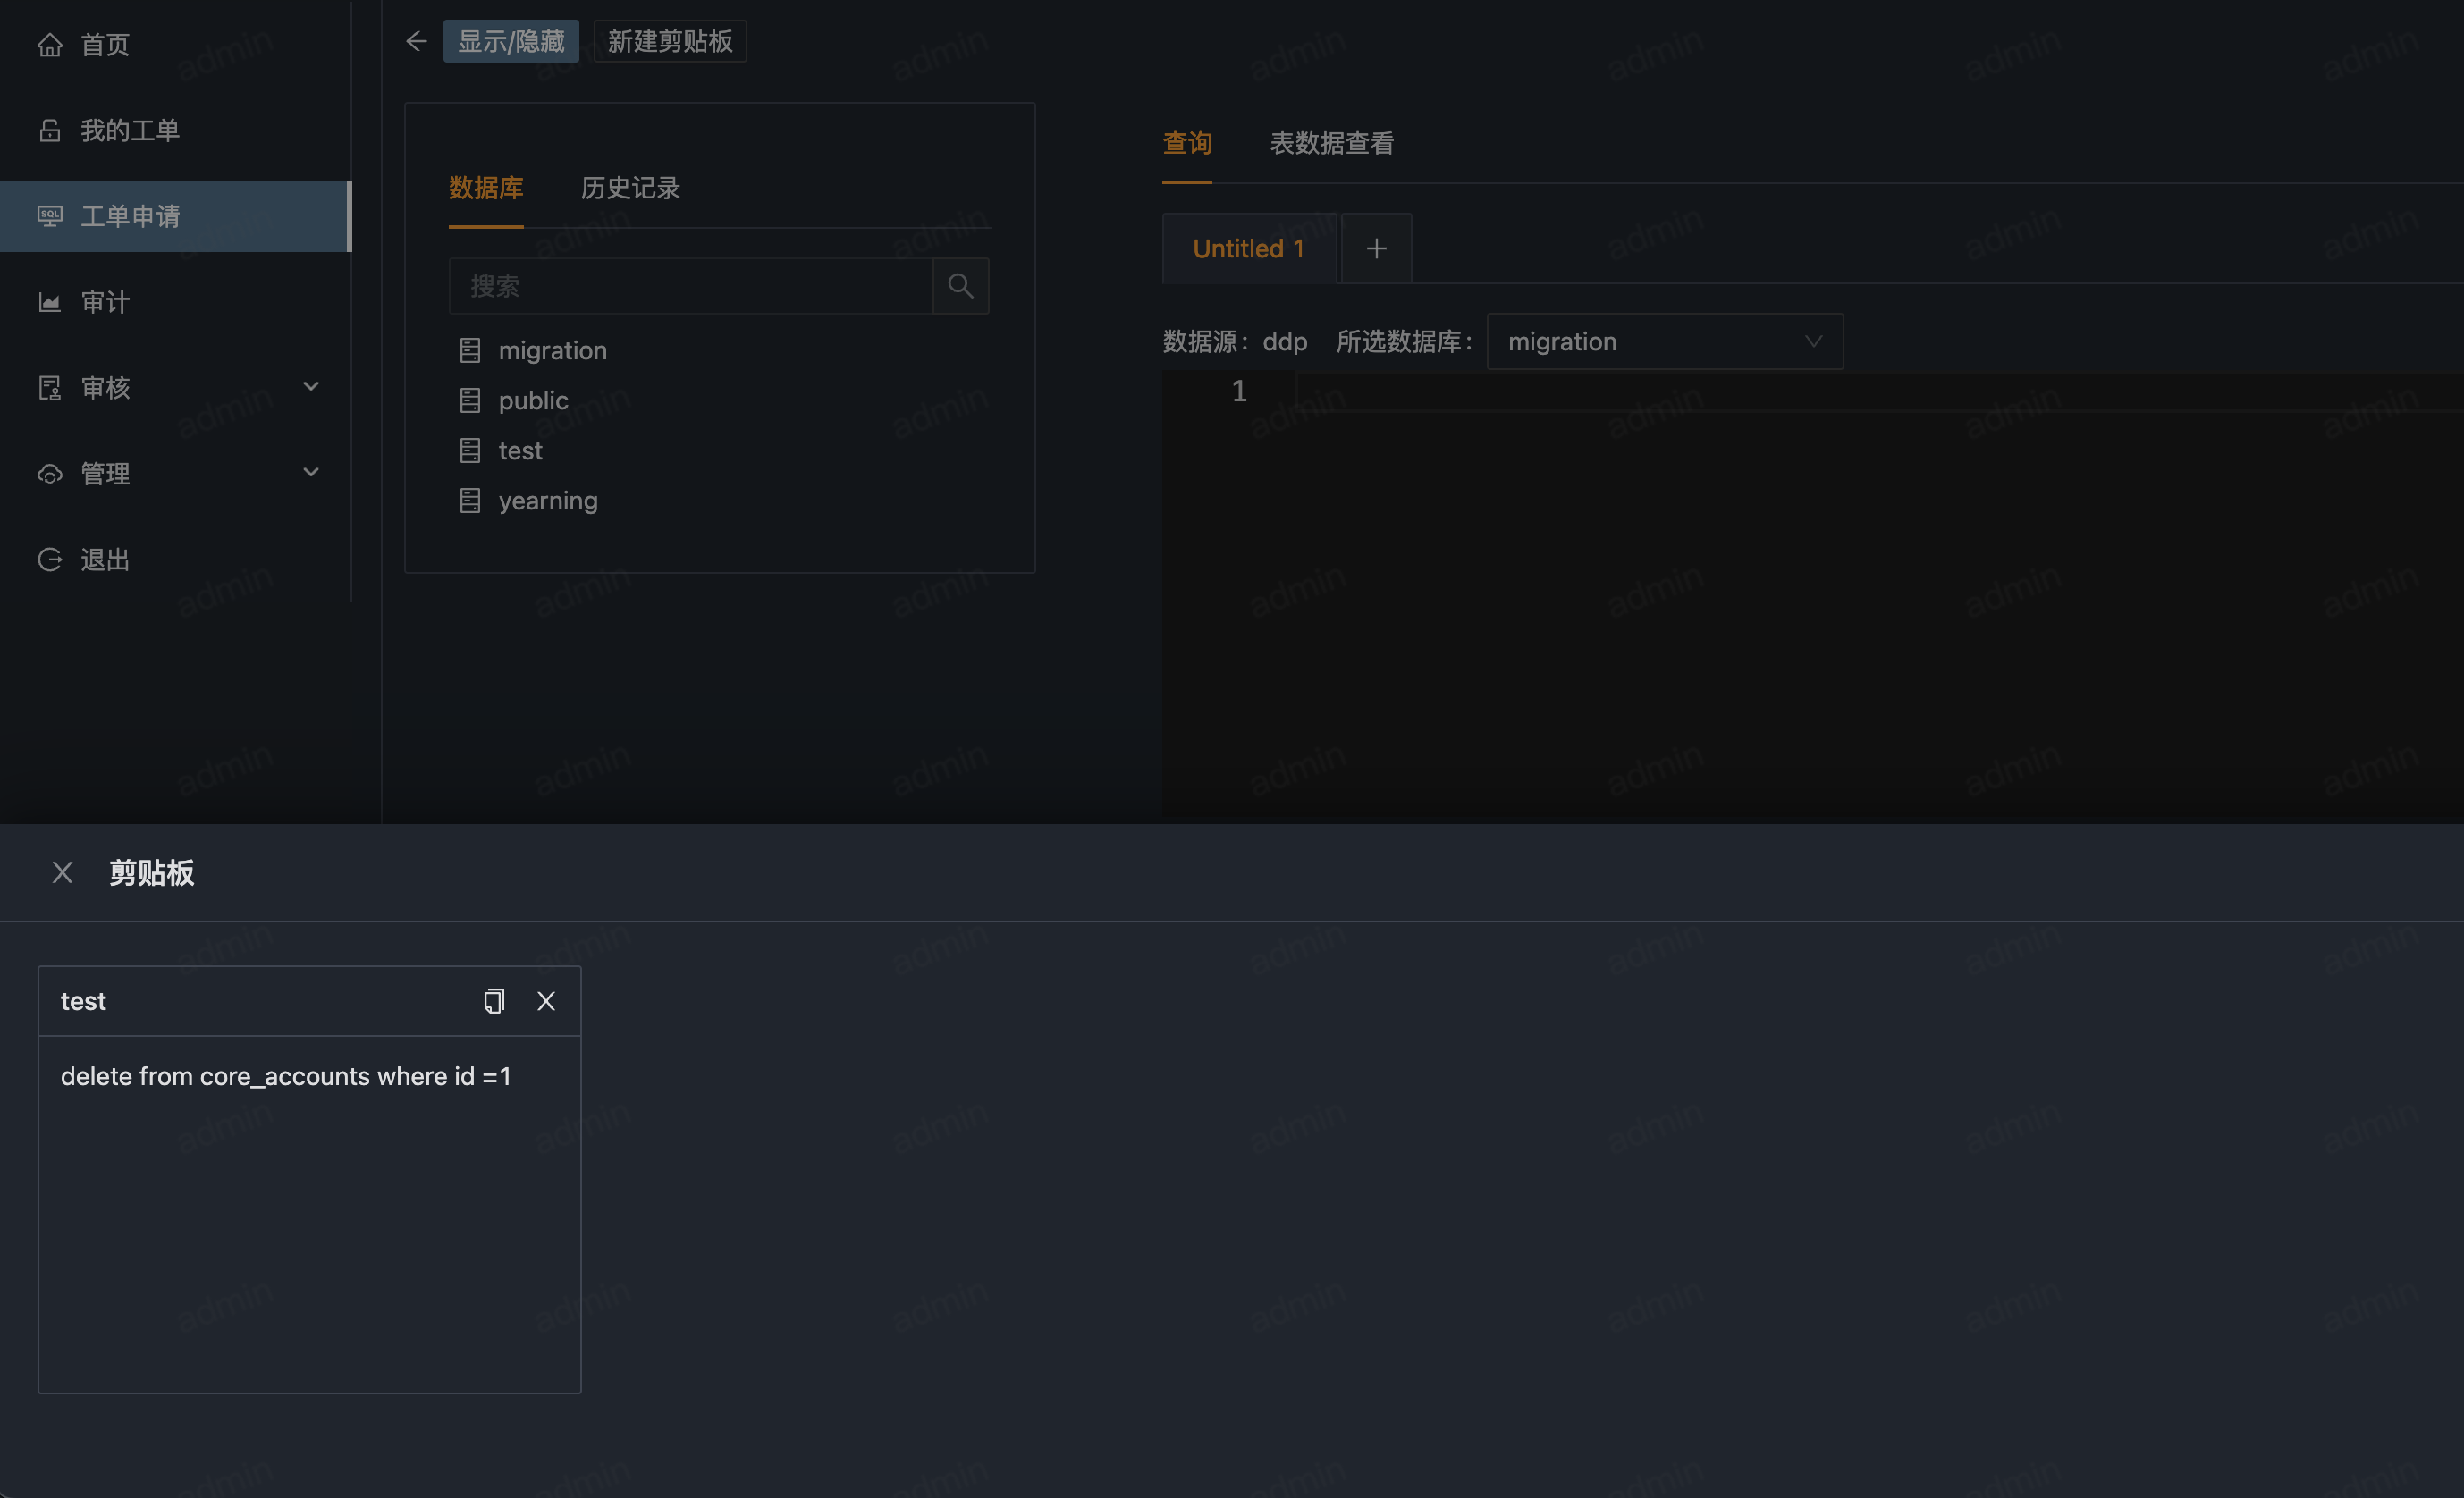 首页
我的工单
工单申请
审计
审核
管理
退出
显示/隐藏
新建剪贴板
数据库
历史记录
搜索
migration
public
test
yearning
查询
表数据查看
Untitled 1
数据源: ddp 所选数据库: migration
1
剪贴板
test
delete from core_accounts where id =1
admin